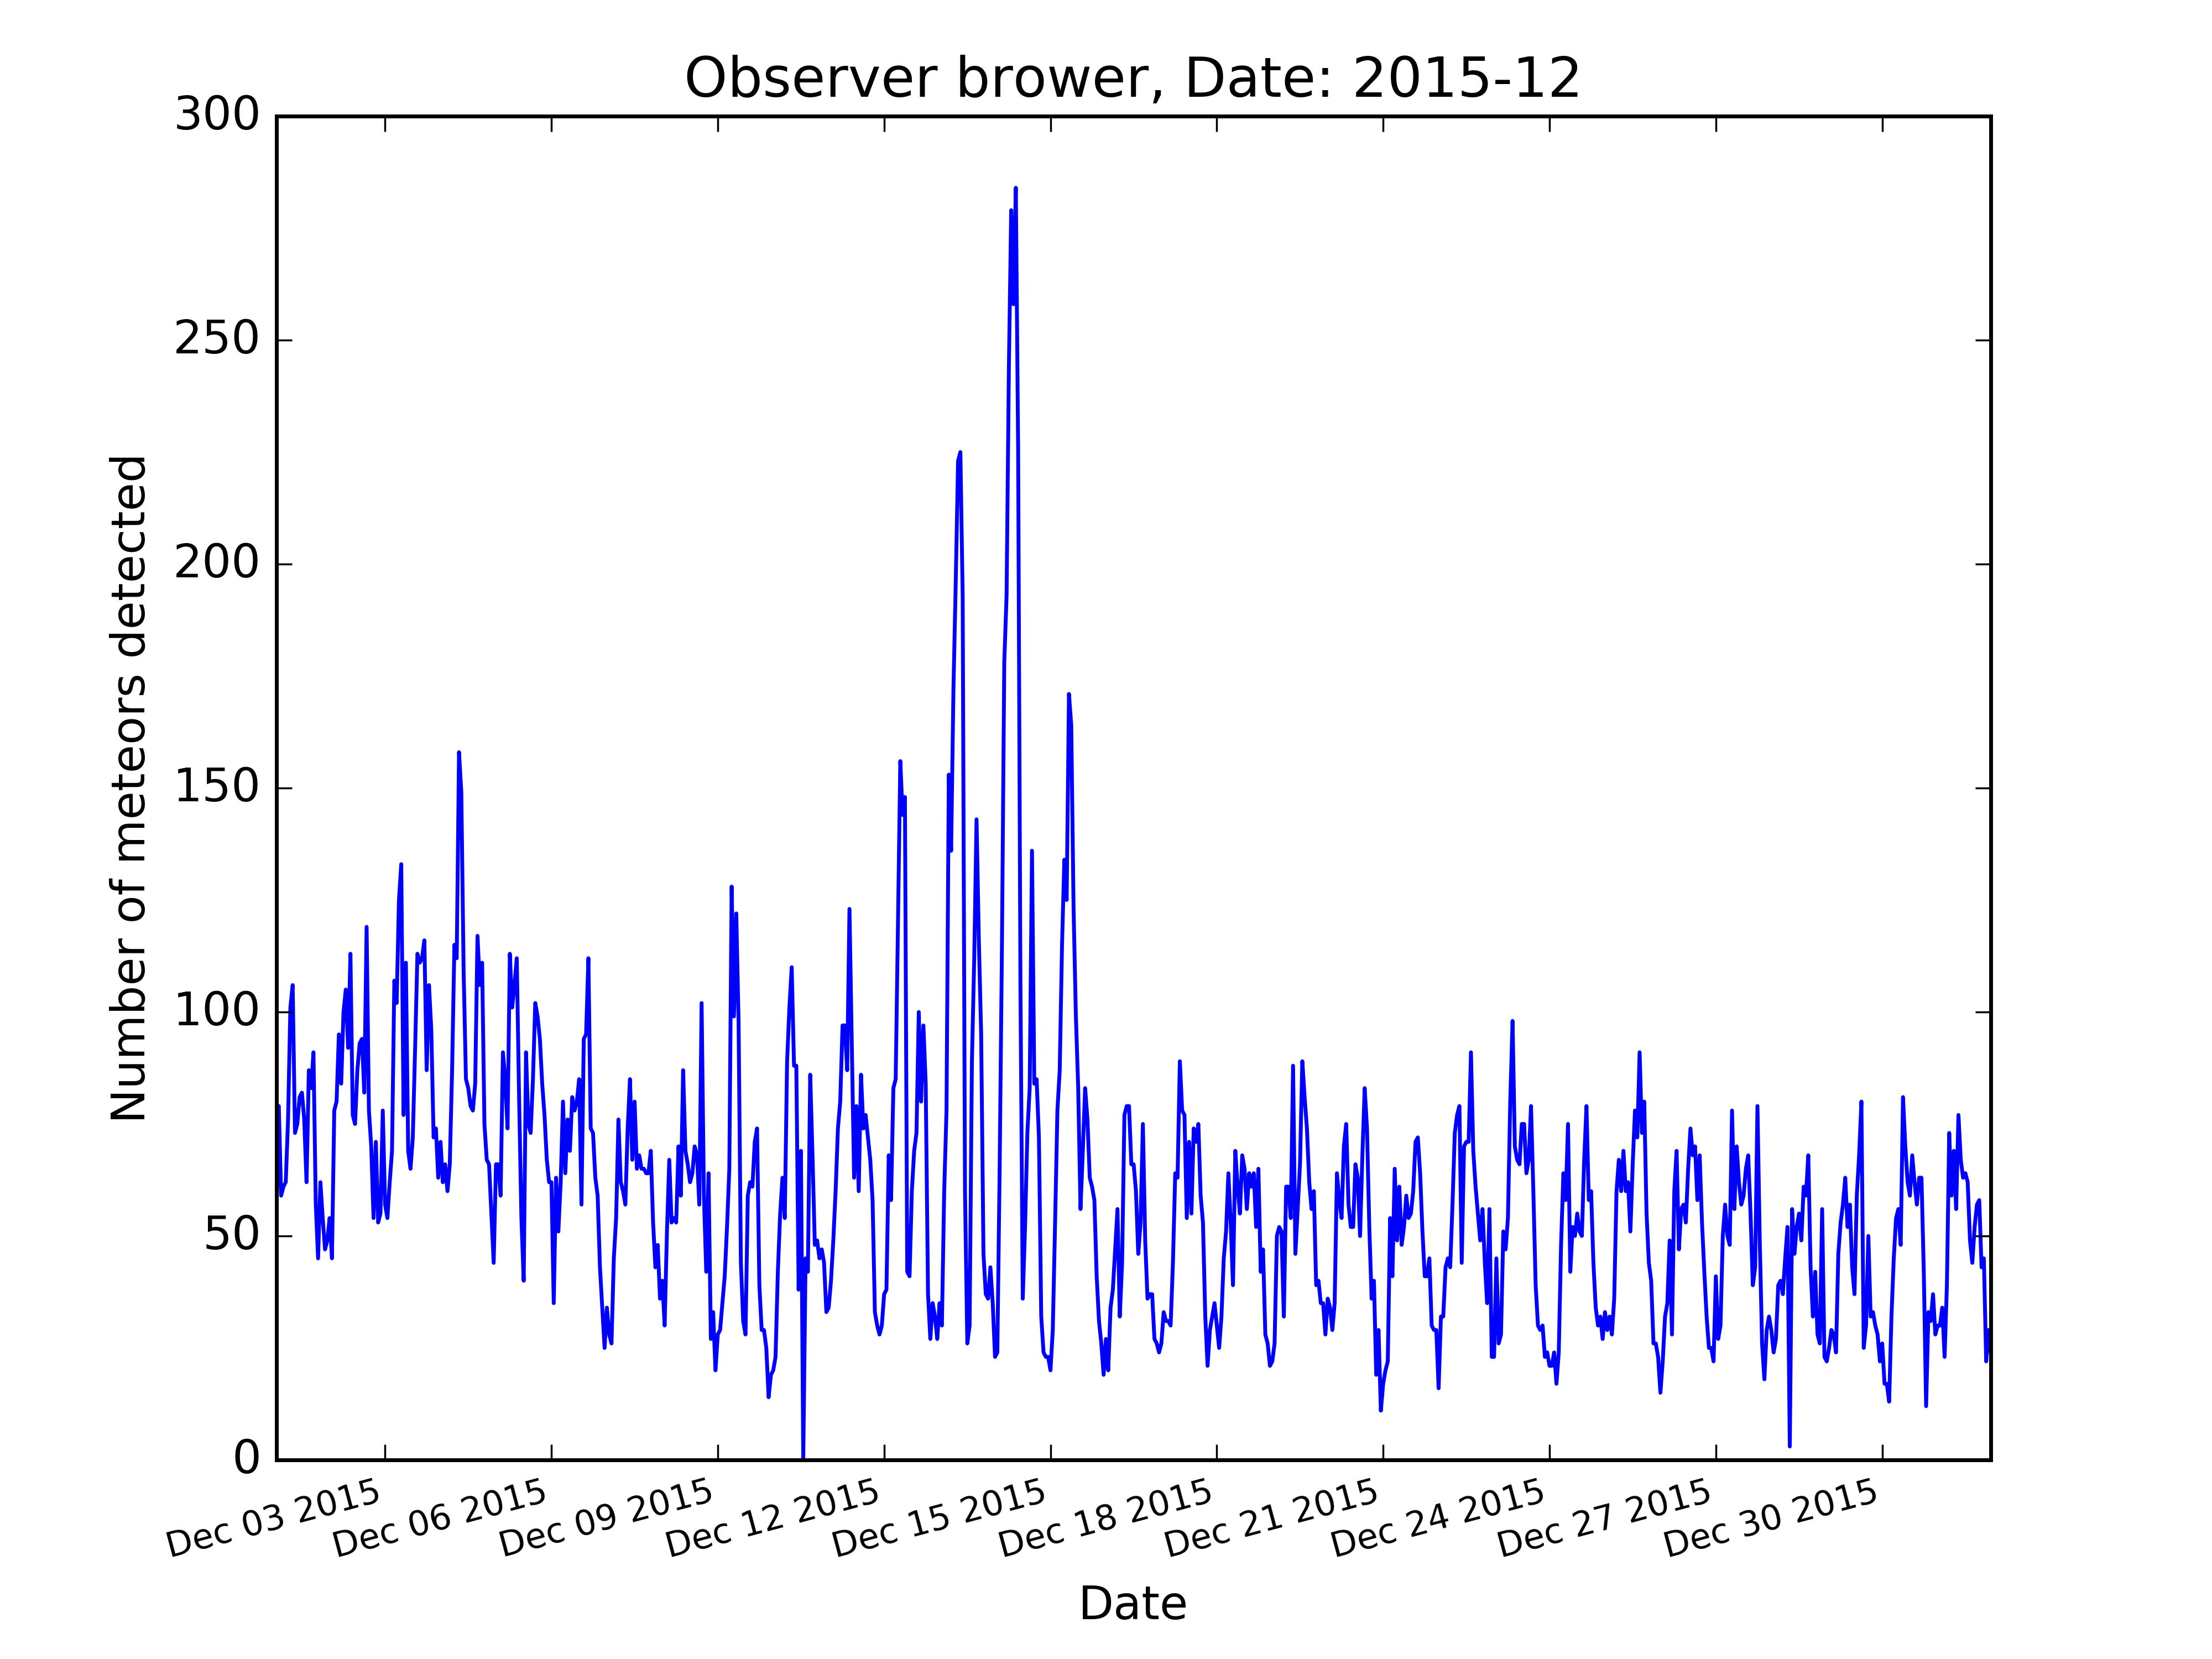 Observer brower, Date: 2015-12
300
250
200
150
100
50
0
Number of meteors detected
Dec 03 2015
Dec 06 2015
Dec 09 2015
Dec 12 2015
Dec 15 2015
Dec 18 2015
Dec 21 2015
Dec 24 2015
Dec 27 2015
Dec 30 2015
Date